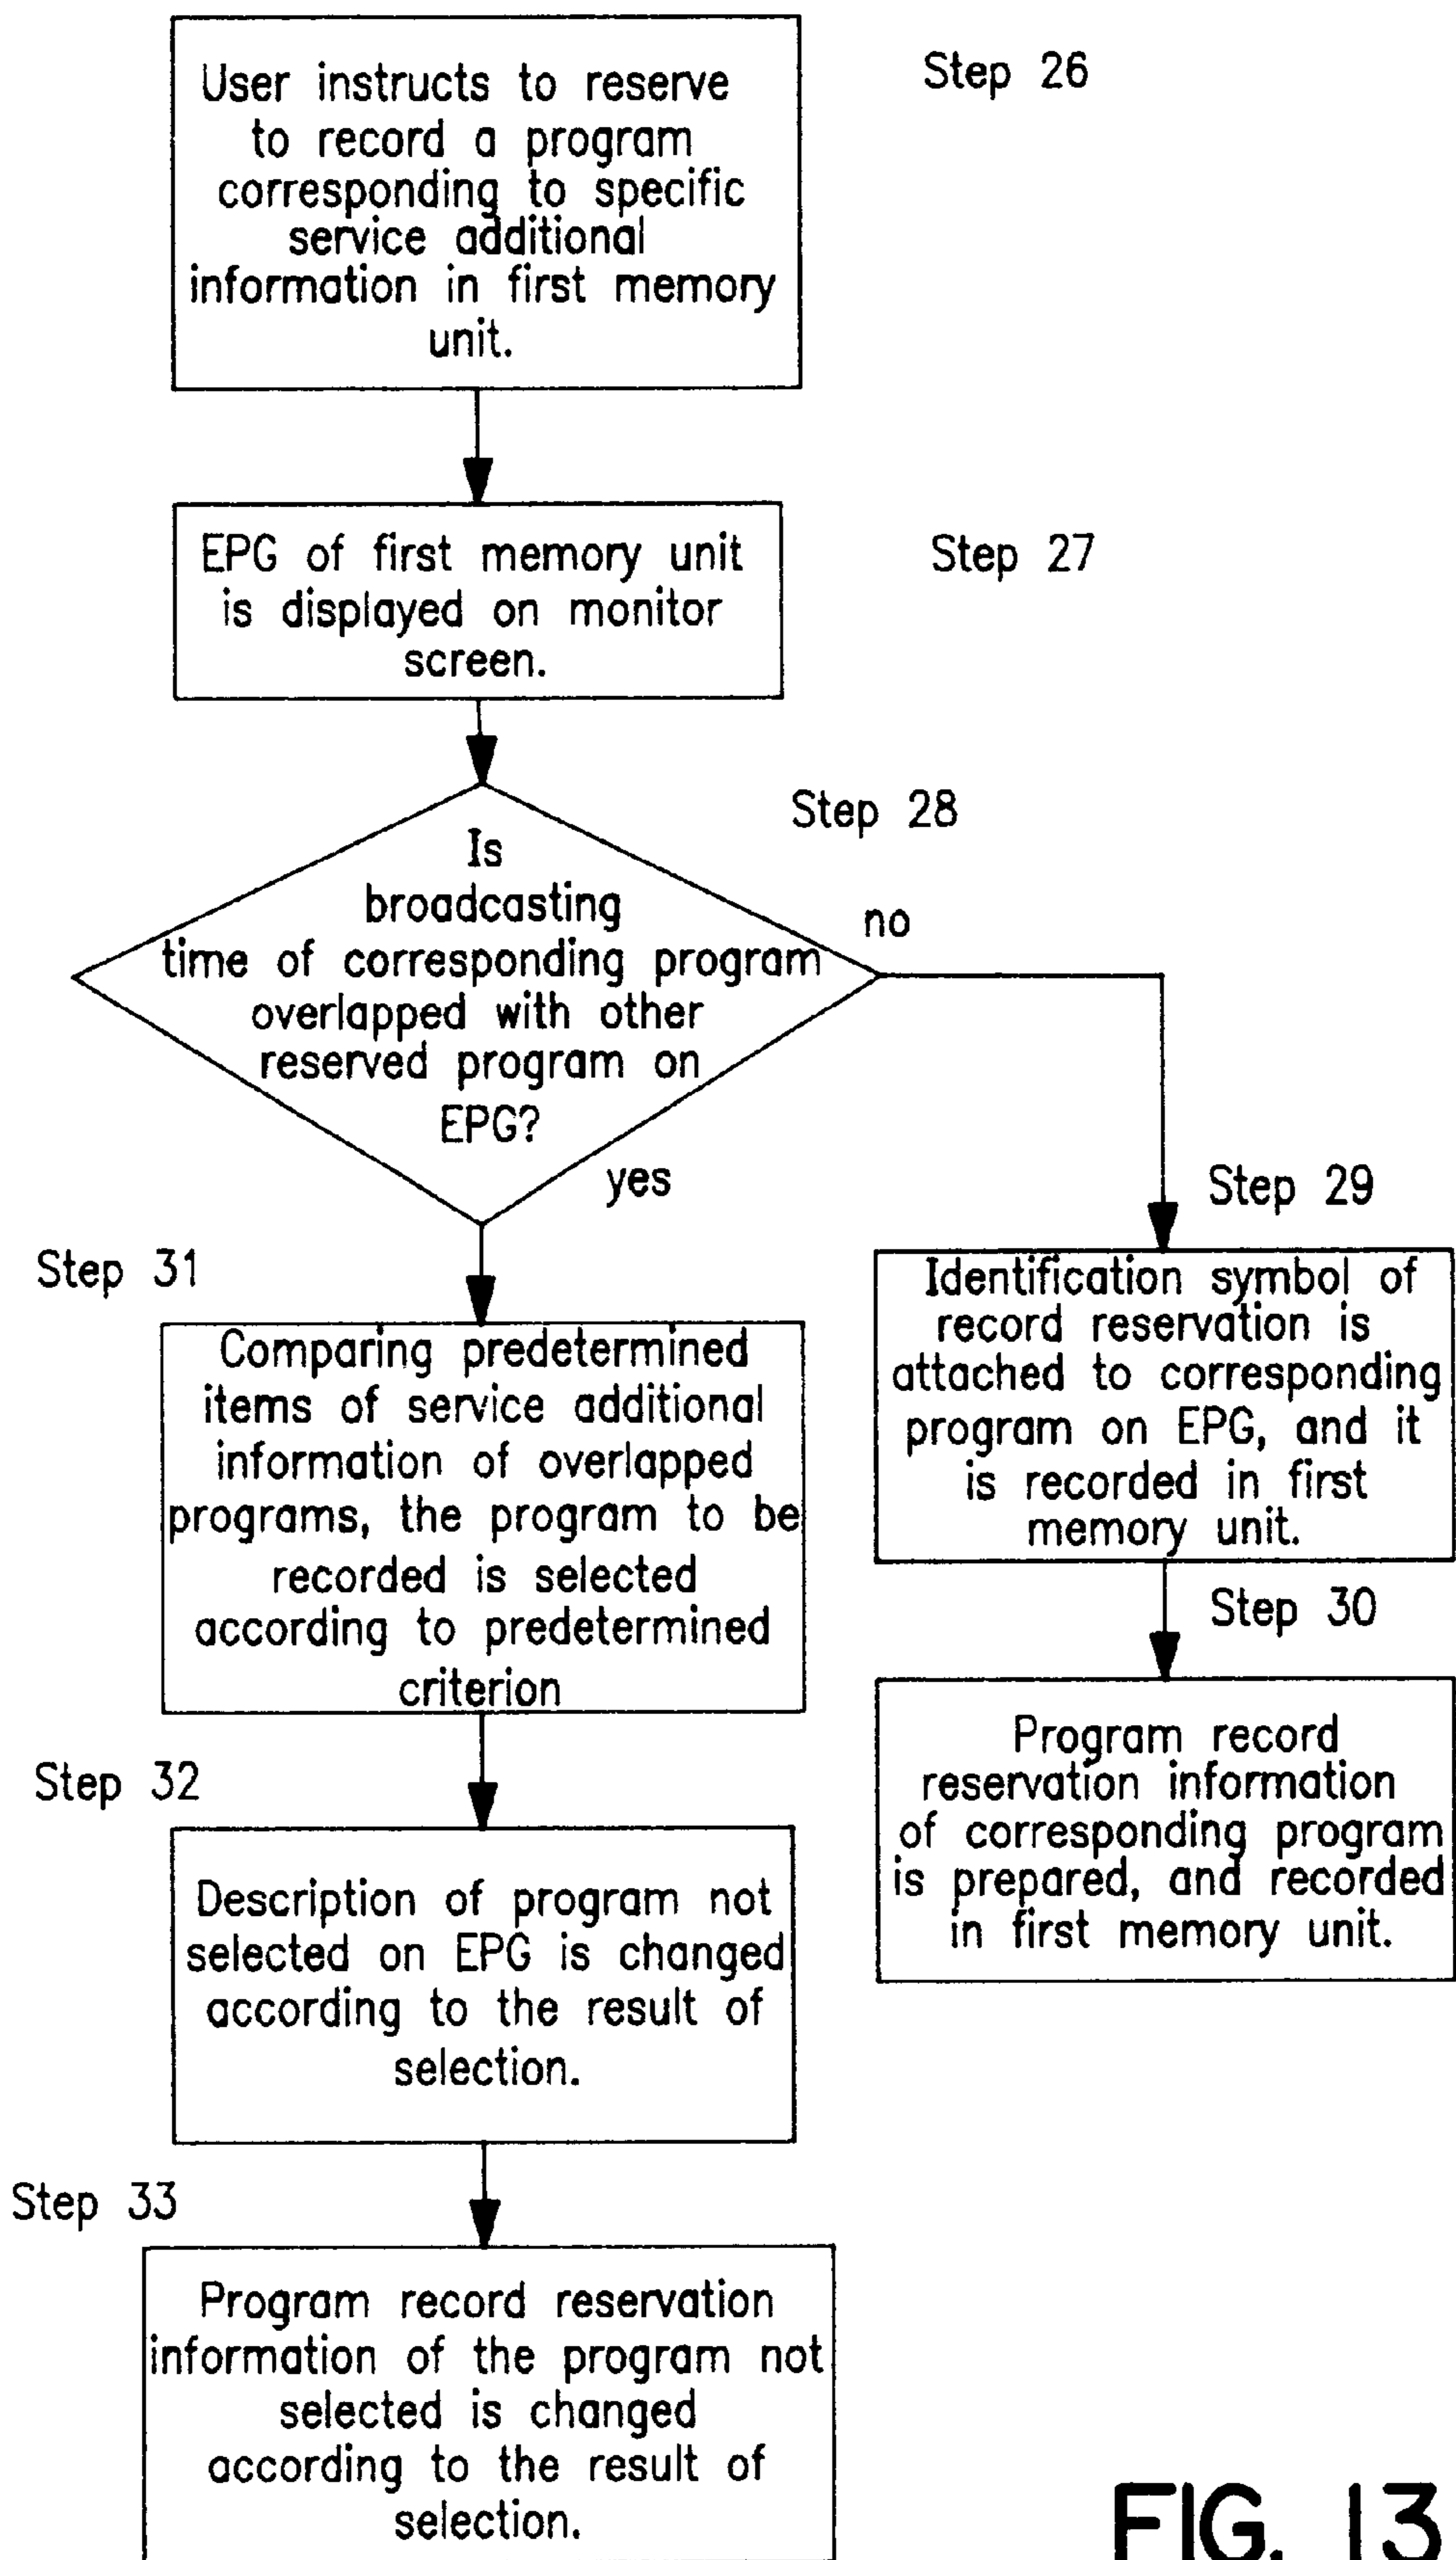 User instructs to reserve
to record a program
corresponding to specific
service additional
information in first memory
unit.
Step 26
EPG of first memory unit
is displayed on monitor
screen.
Step 27
Step 28
Is
broadcasting
time of corresponding program
overlapped with other
reserved program on
EPG?
no
yes
Step 29
Identification symbol of
record reservation is
attached to corresponding
program on EPG, and it
is recorded in first
memory unit.
Step 30
Program record
reservation information
of corresponding program
is prepared, and recorded
in first memory unit.
Step 31
Comparing predetermined
items of service additional
information of overlapped
programs, the program to be
recorded is selected
according to predetermined
criterion
Step 32
Description of program not
selected on EPG is changed
according to the result of
selection.
Step 33
Program record reservation
information of the program not
selected is changed
according to the result of
selection.
FIG. 13